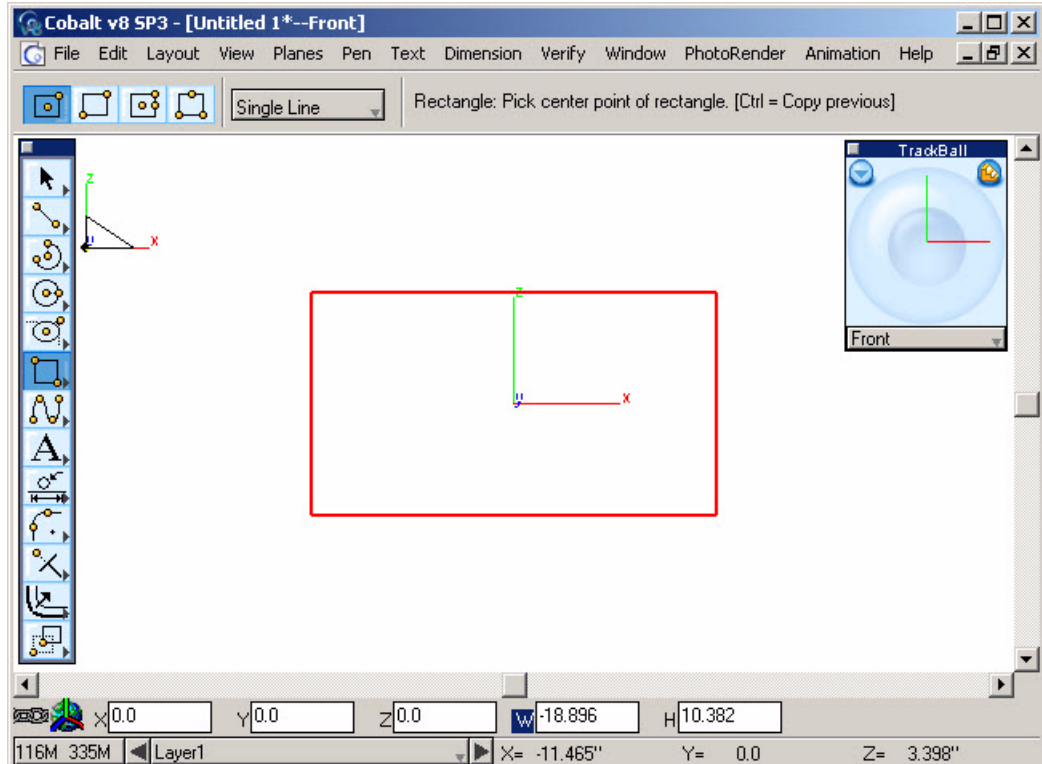 Cobalt v8 SP3 - [Untitled 1*--Front]
File Edit Layout View Planes Pen Text Dimension Verify Window PhotoRender Animation Help
Single Line Rectangle: Pick center point of rectangle. [Ctrl = Copy previous]
TrackBall
z
y x
Front
z
y x
A
X 0.0 Y 0.0 Z 0.0 W -18.896 H 10.382
116M 335M Layer1 X= -11.465" Y= 0.0 Z= 3.398"